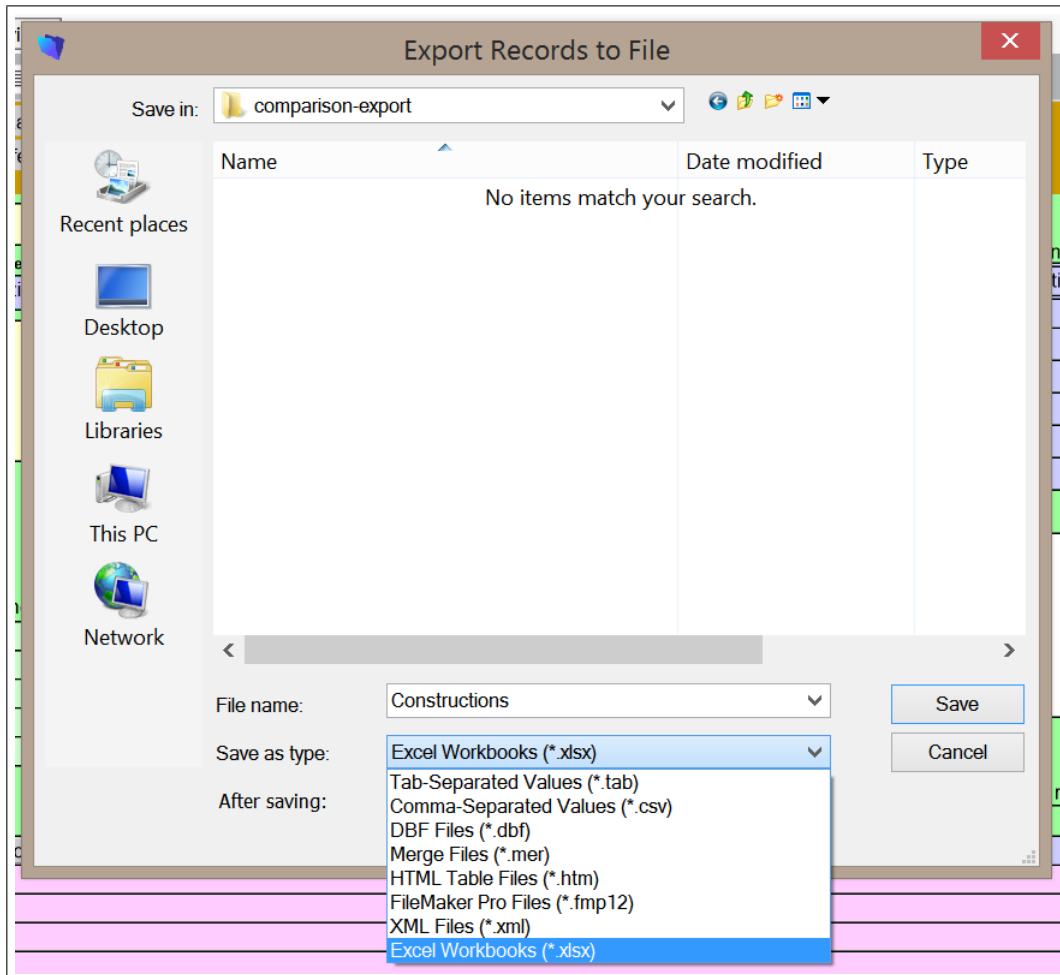 Export Records to File
Save in: comparison-export
Name Date modified Type
No items match your search.
Recent places
Desktop
Libraries
This PC
Network
File name: Constructions Save
Save as type: Excel Workbooks (*.xlsx) Cancel
After saving:
Tab-Separated Values (*.tab)
Comma-Separated Values (*.csv)
DBF Files (*.dbf)
Merge Files (*.mer)
HTML Table Files (*.htm)
FileMaker Pro Files (*.fmp12)
XML Files (*.xml)
Excel Workbooks (*.xlsx)